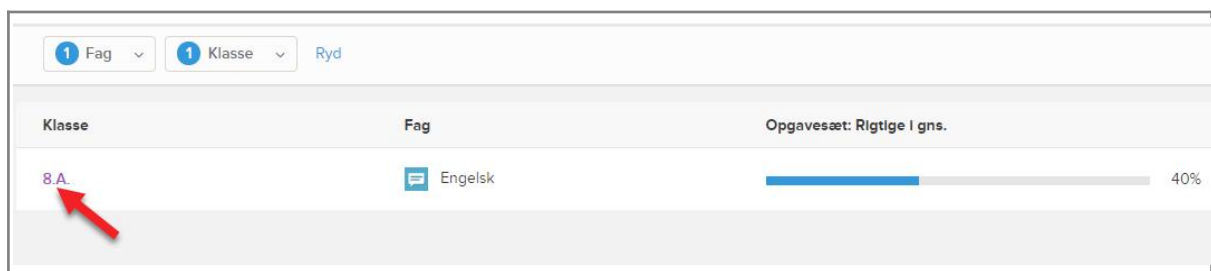 1 Fag 1 Klasse Ryd
Klasse Fag Opgavesæt: Rigtige i gns.
8.A. Engelsk 40%